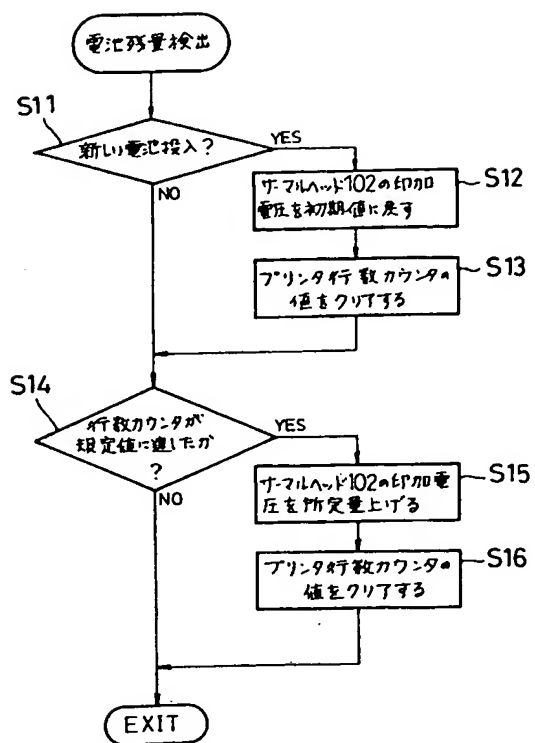 電池残量検出
S11
新しい電池投入?
YES
NO
サーマルヘッド102の印加
電圧を初期値に戻す
S12
プリンタ行数カウンタの
値をクリアする
S13
S14
行数カウンタが
規定値に達したか
?
YES
NO
サーマルヘッド102の印加電
圧を所定量上げる
S15
プリンタ行数カウンタの
値をクリアする
S16
EXIT